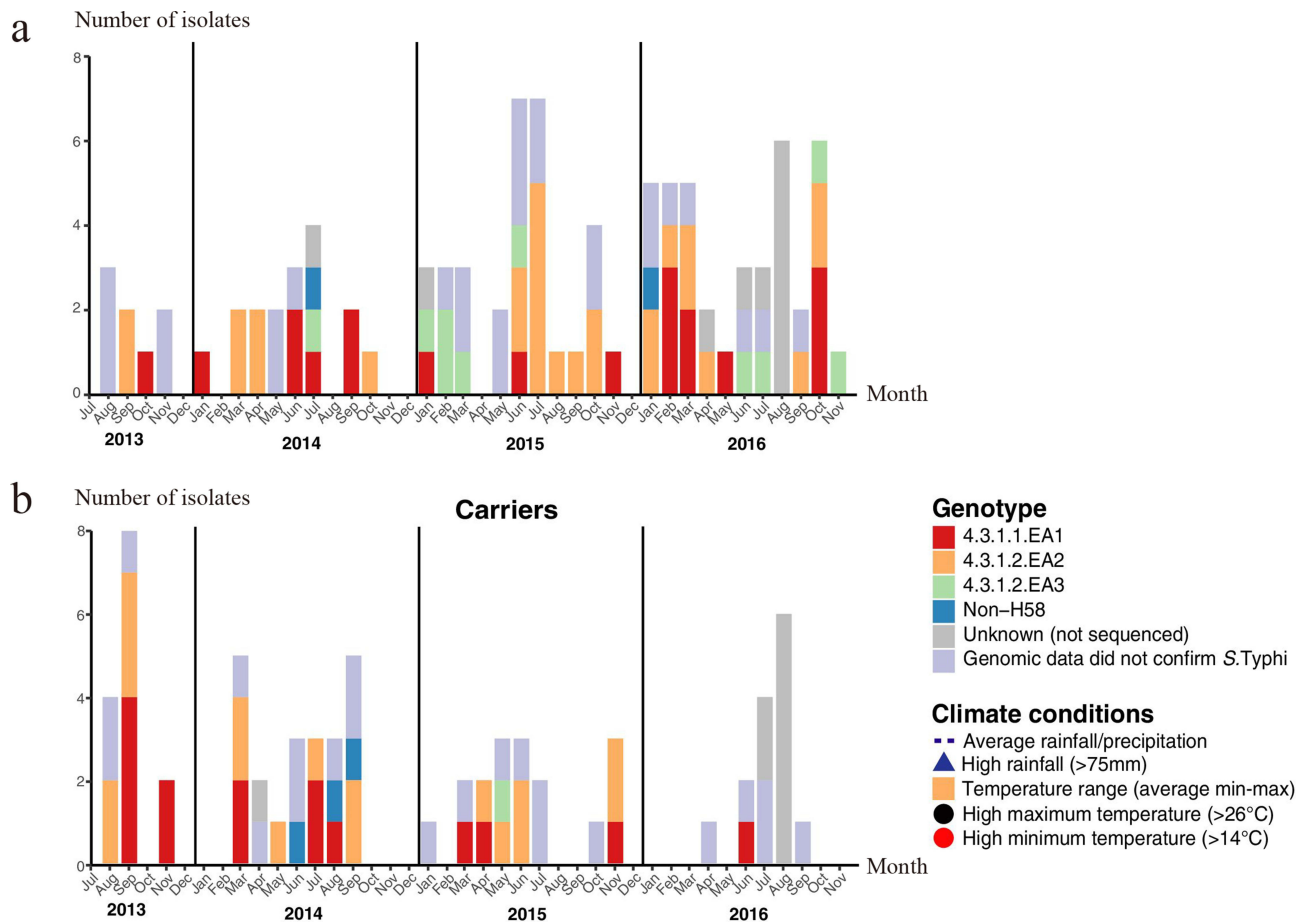 a
Number of isolates
8
6
4
2
0
Jul Aug Sep Oct Nov Dec Jan Feb Mar Apr May Jun Jul Aug Sep Oct Nov Dec Jan Feb Mar Apr May Jun Jul Aug Sep Oct Nov Dec Jan Feb Mar Apr May Jun Jul Aug Sep Oct Nov
Month
2013 2014 2015 2016
b
Number of isolates
Carriers
8
6
4
2
0
Jul Aug Sep Oct Nov Dec Jan Feb Mar Apr May Jun Jul Aug Sep Oct Nov Dec Jan Feb Mar Apr May Jun Jul Aug Sep Oct Nov Dec Jan Feb Mar Apr May Jun Jul Aug Sep Oct Nov
Month
2013 2014 2015 2016
Genotype
4.3.1.1.EA1
4.3.1.2.EA2
4.3.1.2.EA3
Non−H58
Unknown (not sequenced)
Genomic data did not confirm S.Typhi
Climate conditions
Average rainfall/precipitation
High rainfall (>75mm)
Temperature range (average min-max)
High maximum temperature (>26°C)
High minimum temperature (>14°C)